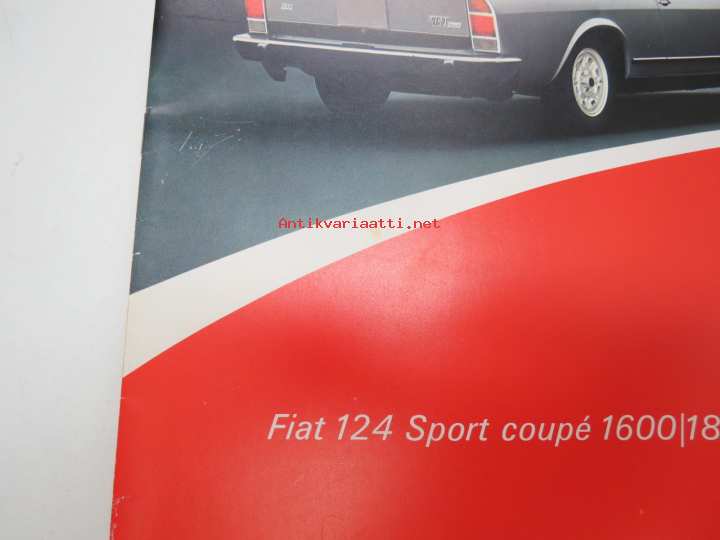 Antikvariaatti.net
Fiat 124 Sport coupé 1600|18